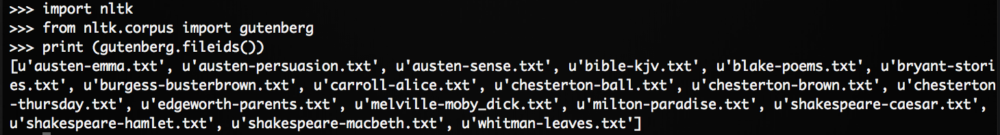 >>> import nltk
>>> from nltk.corpus import gutenberg
>>> print (gutenberg.fileids())
[u'austen-emma.txt', u'austen-persuasion.txt', u'austen-sense.txt', u'bible-kjv.txt', u'blake-poems.txt', u'bryant-stori
es.txt', u'burgess-busterbrown.txt', u'carroll-alice.txt', u'chesterton-ball.txt', u'chesterton-brown.txt', u'chesterton
-thursday.txt', u'edgeworth-parents.txt', u'melville-moby_dick.txt', u'milton-paradise.txt', u'shakespeare-caesar.txt',
u'shakespeare-hamlet.txt', u'shakespeare-macbeth.txt', u'whitman-leaves.txt']